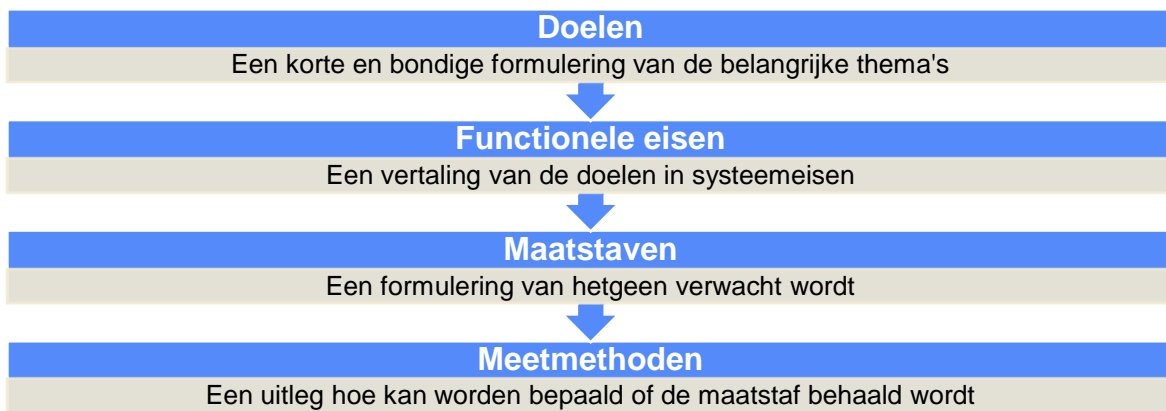 Doelen
Een korte en bondige formulering van de belangrijke thema's
Functionele eisen
Een vertaling van de doelen in systeemeisen
Maatstaven
Een formulering van hetgeen verwacht wordt
Meetmethoden
Een uitleg hoe kan worden bepaald of de maatstaf behaald wordt